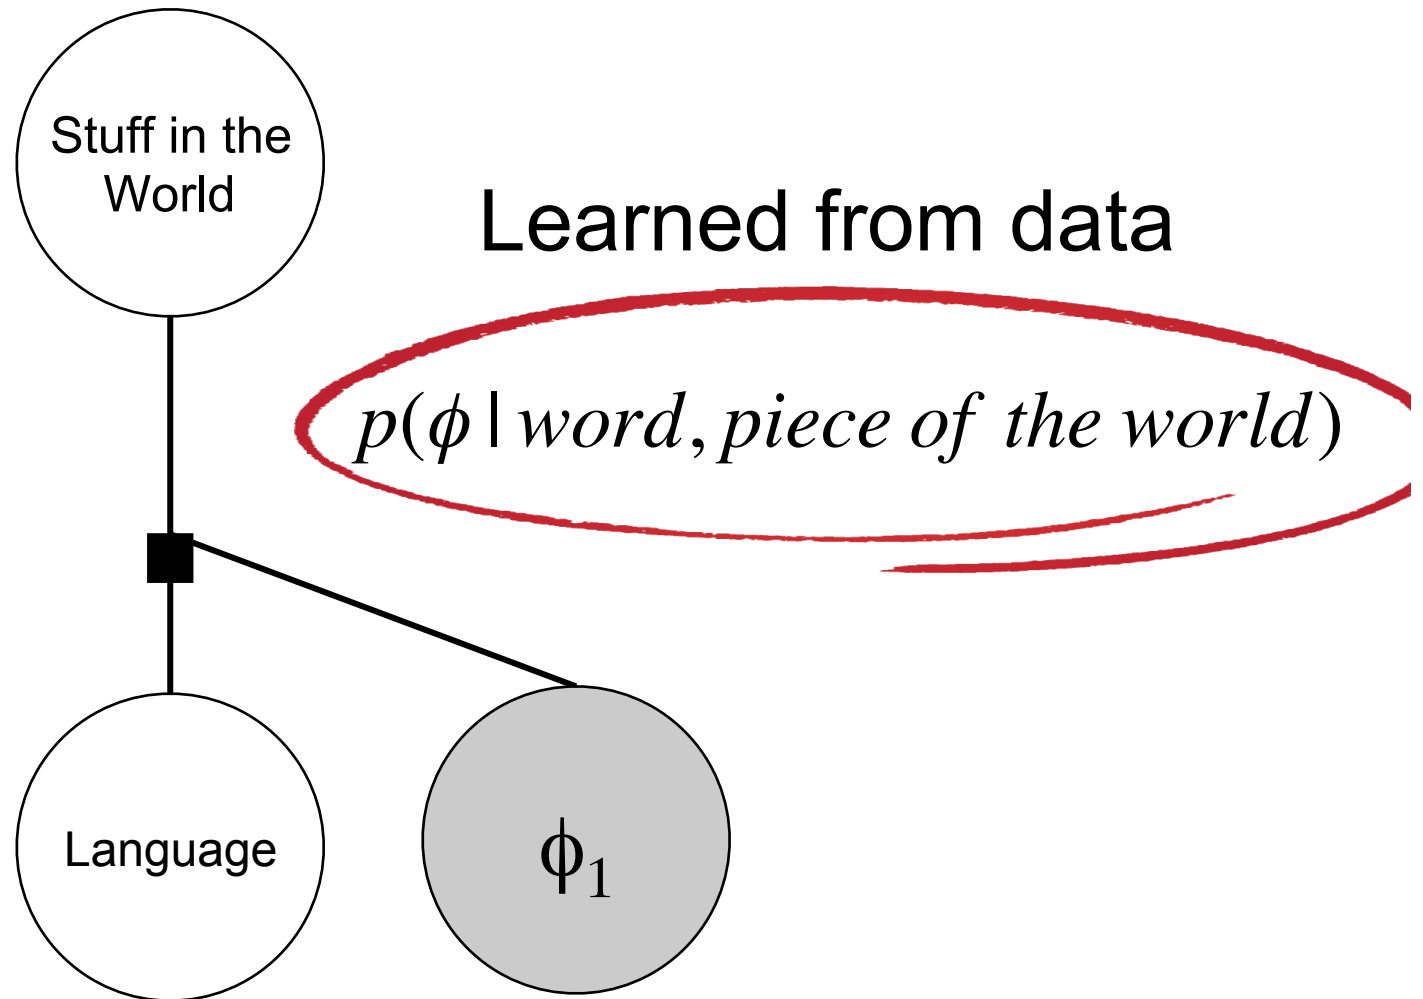 Stuff in the
World
Learned from data
p(ϕ | word, piece of the world)
Language
ϕ₁